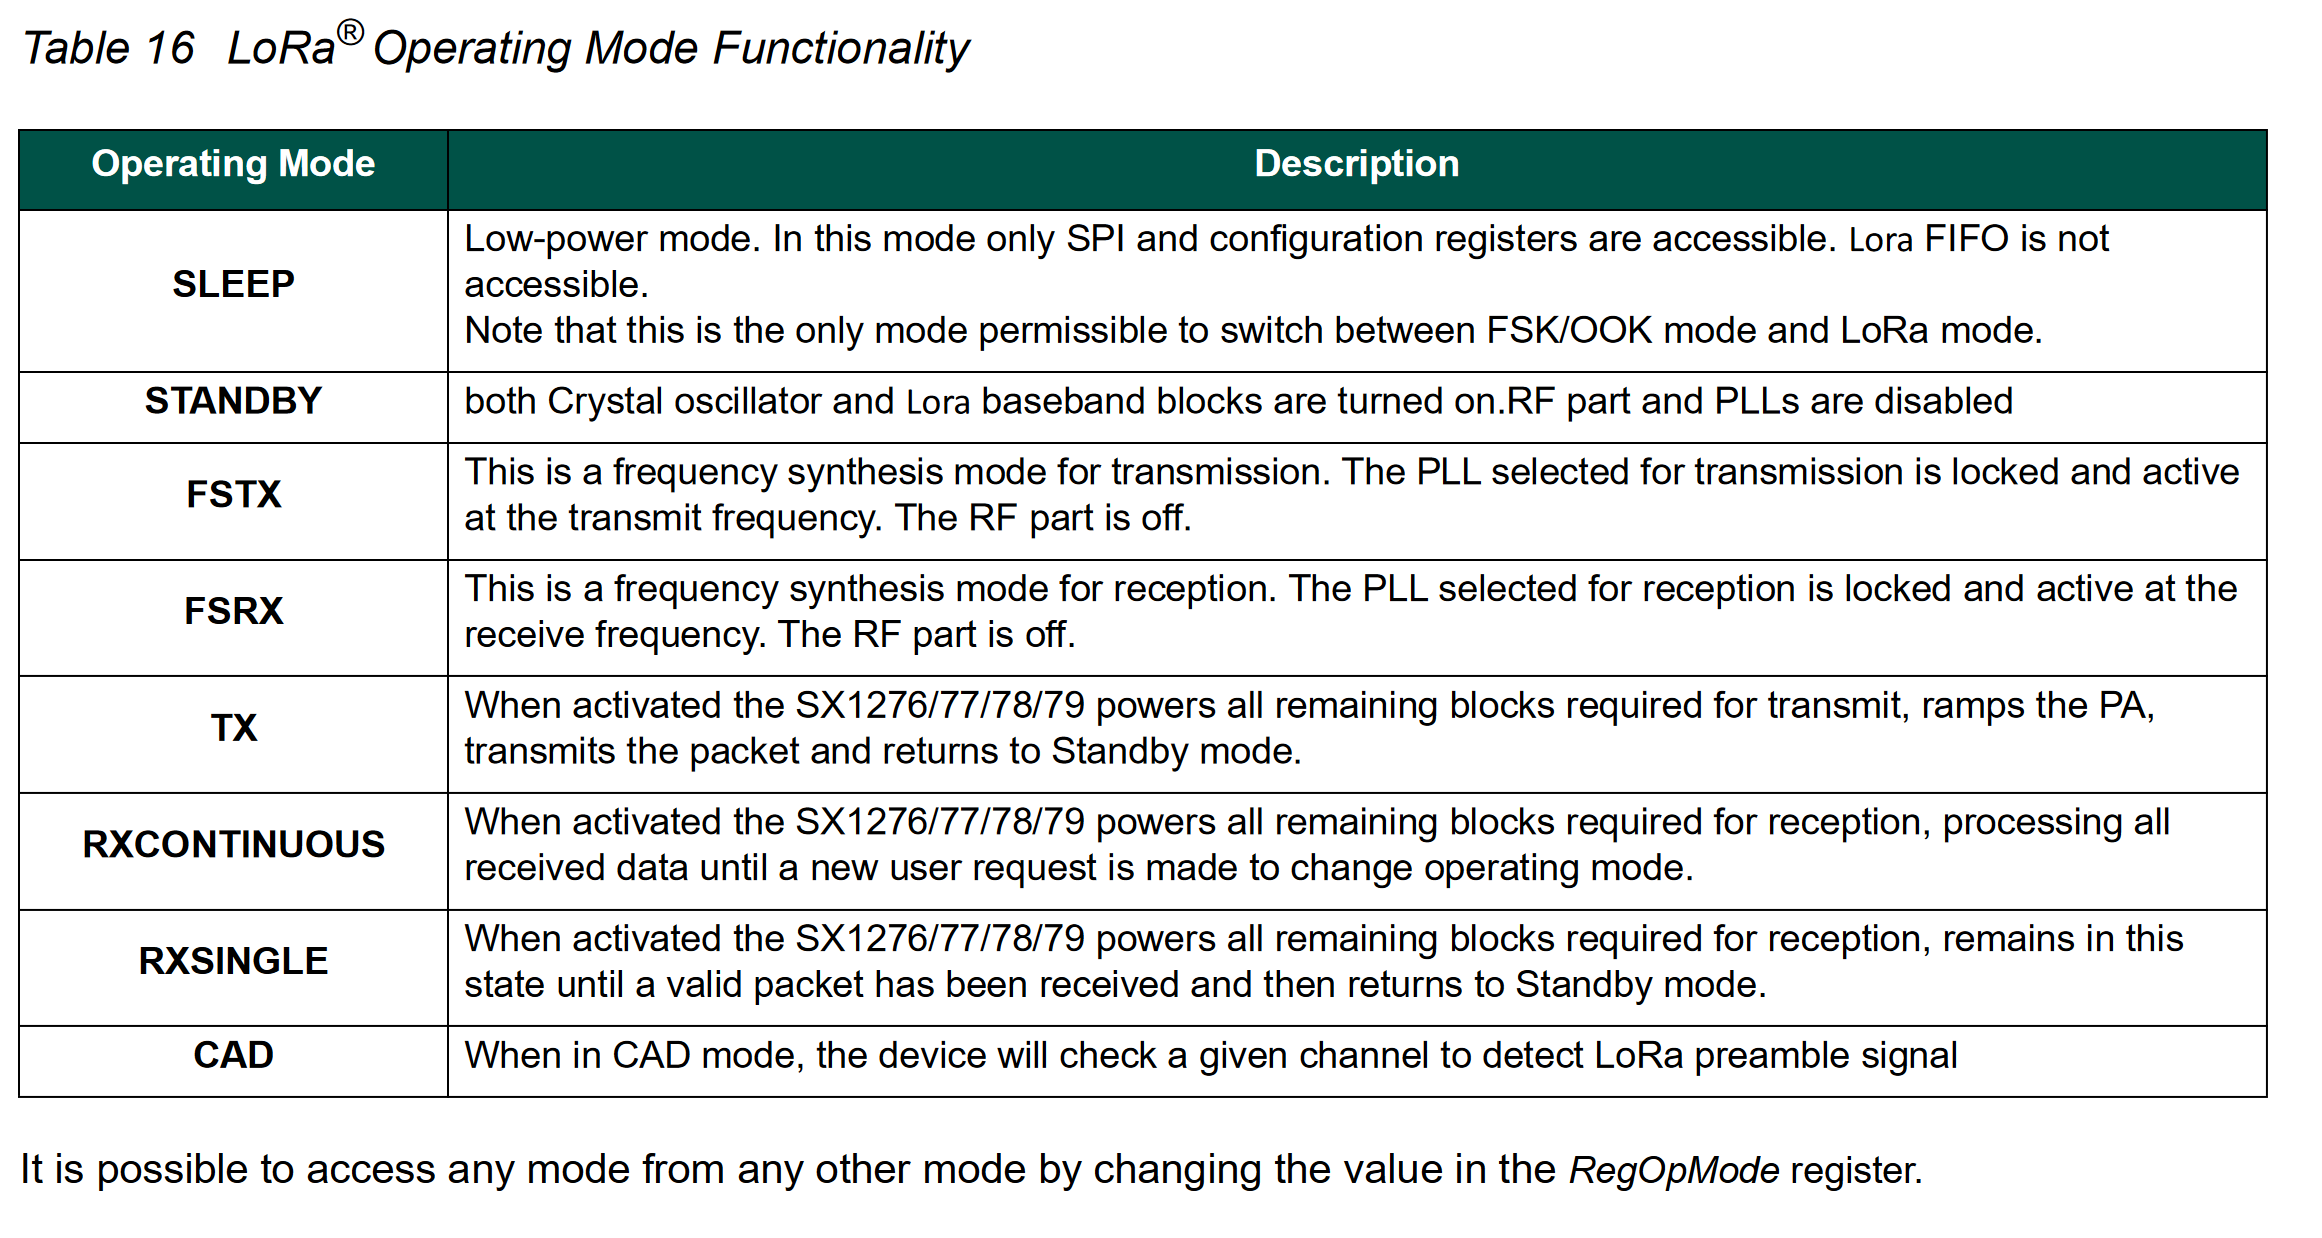 Table 16 LoRa® Operating Mode Functionality
Operating Mode Description
SLEEP
Low-power mode. In this mode only SPI and configuration registers are accessible. Lora FIFO is not
accessible.
Note that this is the only mode permissible to switch between FSK/OOK mode and LoRa mode.
STANDBY
both Crystal oscillator and Lora baseband blocks are turned on.RF part and PLLs are disabled
FSTX
This is a frequency synthesis mode for transmission. The PLL selected for transmission is locked and active
at the transmit frequency. The RF part is off.
FSRX
This is a frequency synthesis mode for reception. The PLL selected for reception is locked and active at the
receive frequency. The RF part is off.
TX
When activated the SX1276/77/78/79 powers all remaining blocks required for transmit, ramps the PA,
transmits the packet and returns to Standby mode.
RXCONTINUOUS
When activated the SX1276/77/78/79 powers all remaining blocks required for reception, processing all
received data until a new user request is made to change operating mode.
RXSINGLE
When activated the SX1276/77/78/79 powers all remaining blocks required for reception, remains in this
state until a valid packet has been received and then returns to Standby mode.
CAD
When in CAD mode, the device will check a given channel to detect LoRa preamble signal
It is possible to access any mode from any other mode by changing the value in the RegOpMode register.